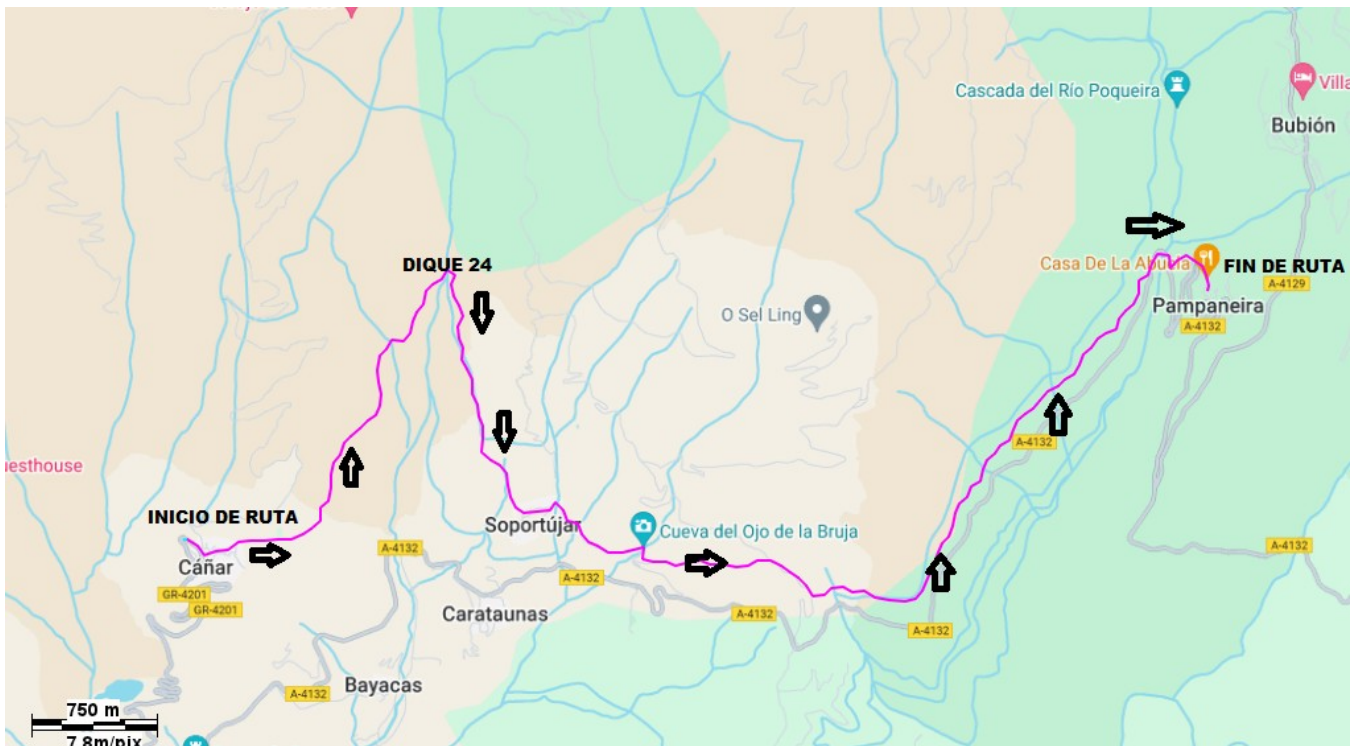 Cascada del Río Poqueira
Villa
Bubión
DIQUE 24
Casa De La Abuela
FIN DE RUTA
A-4129
O Sel Ling
Pampaneira
A-4132
A-4132
uesthouse
INICIO DE RUTA
Soportújar
Cueva del Ojo de la Bruja
A-4132
A-4132
Cáñar
A-4132
GR-4201
GR-4201
Carataunas
A-4132
A-4132
Bayacas
A-4132
750 m
7.8m/pix